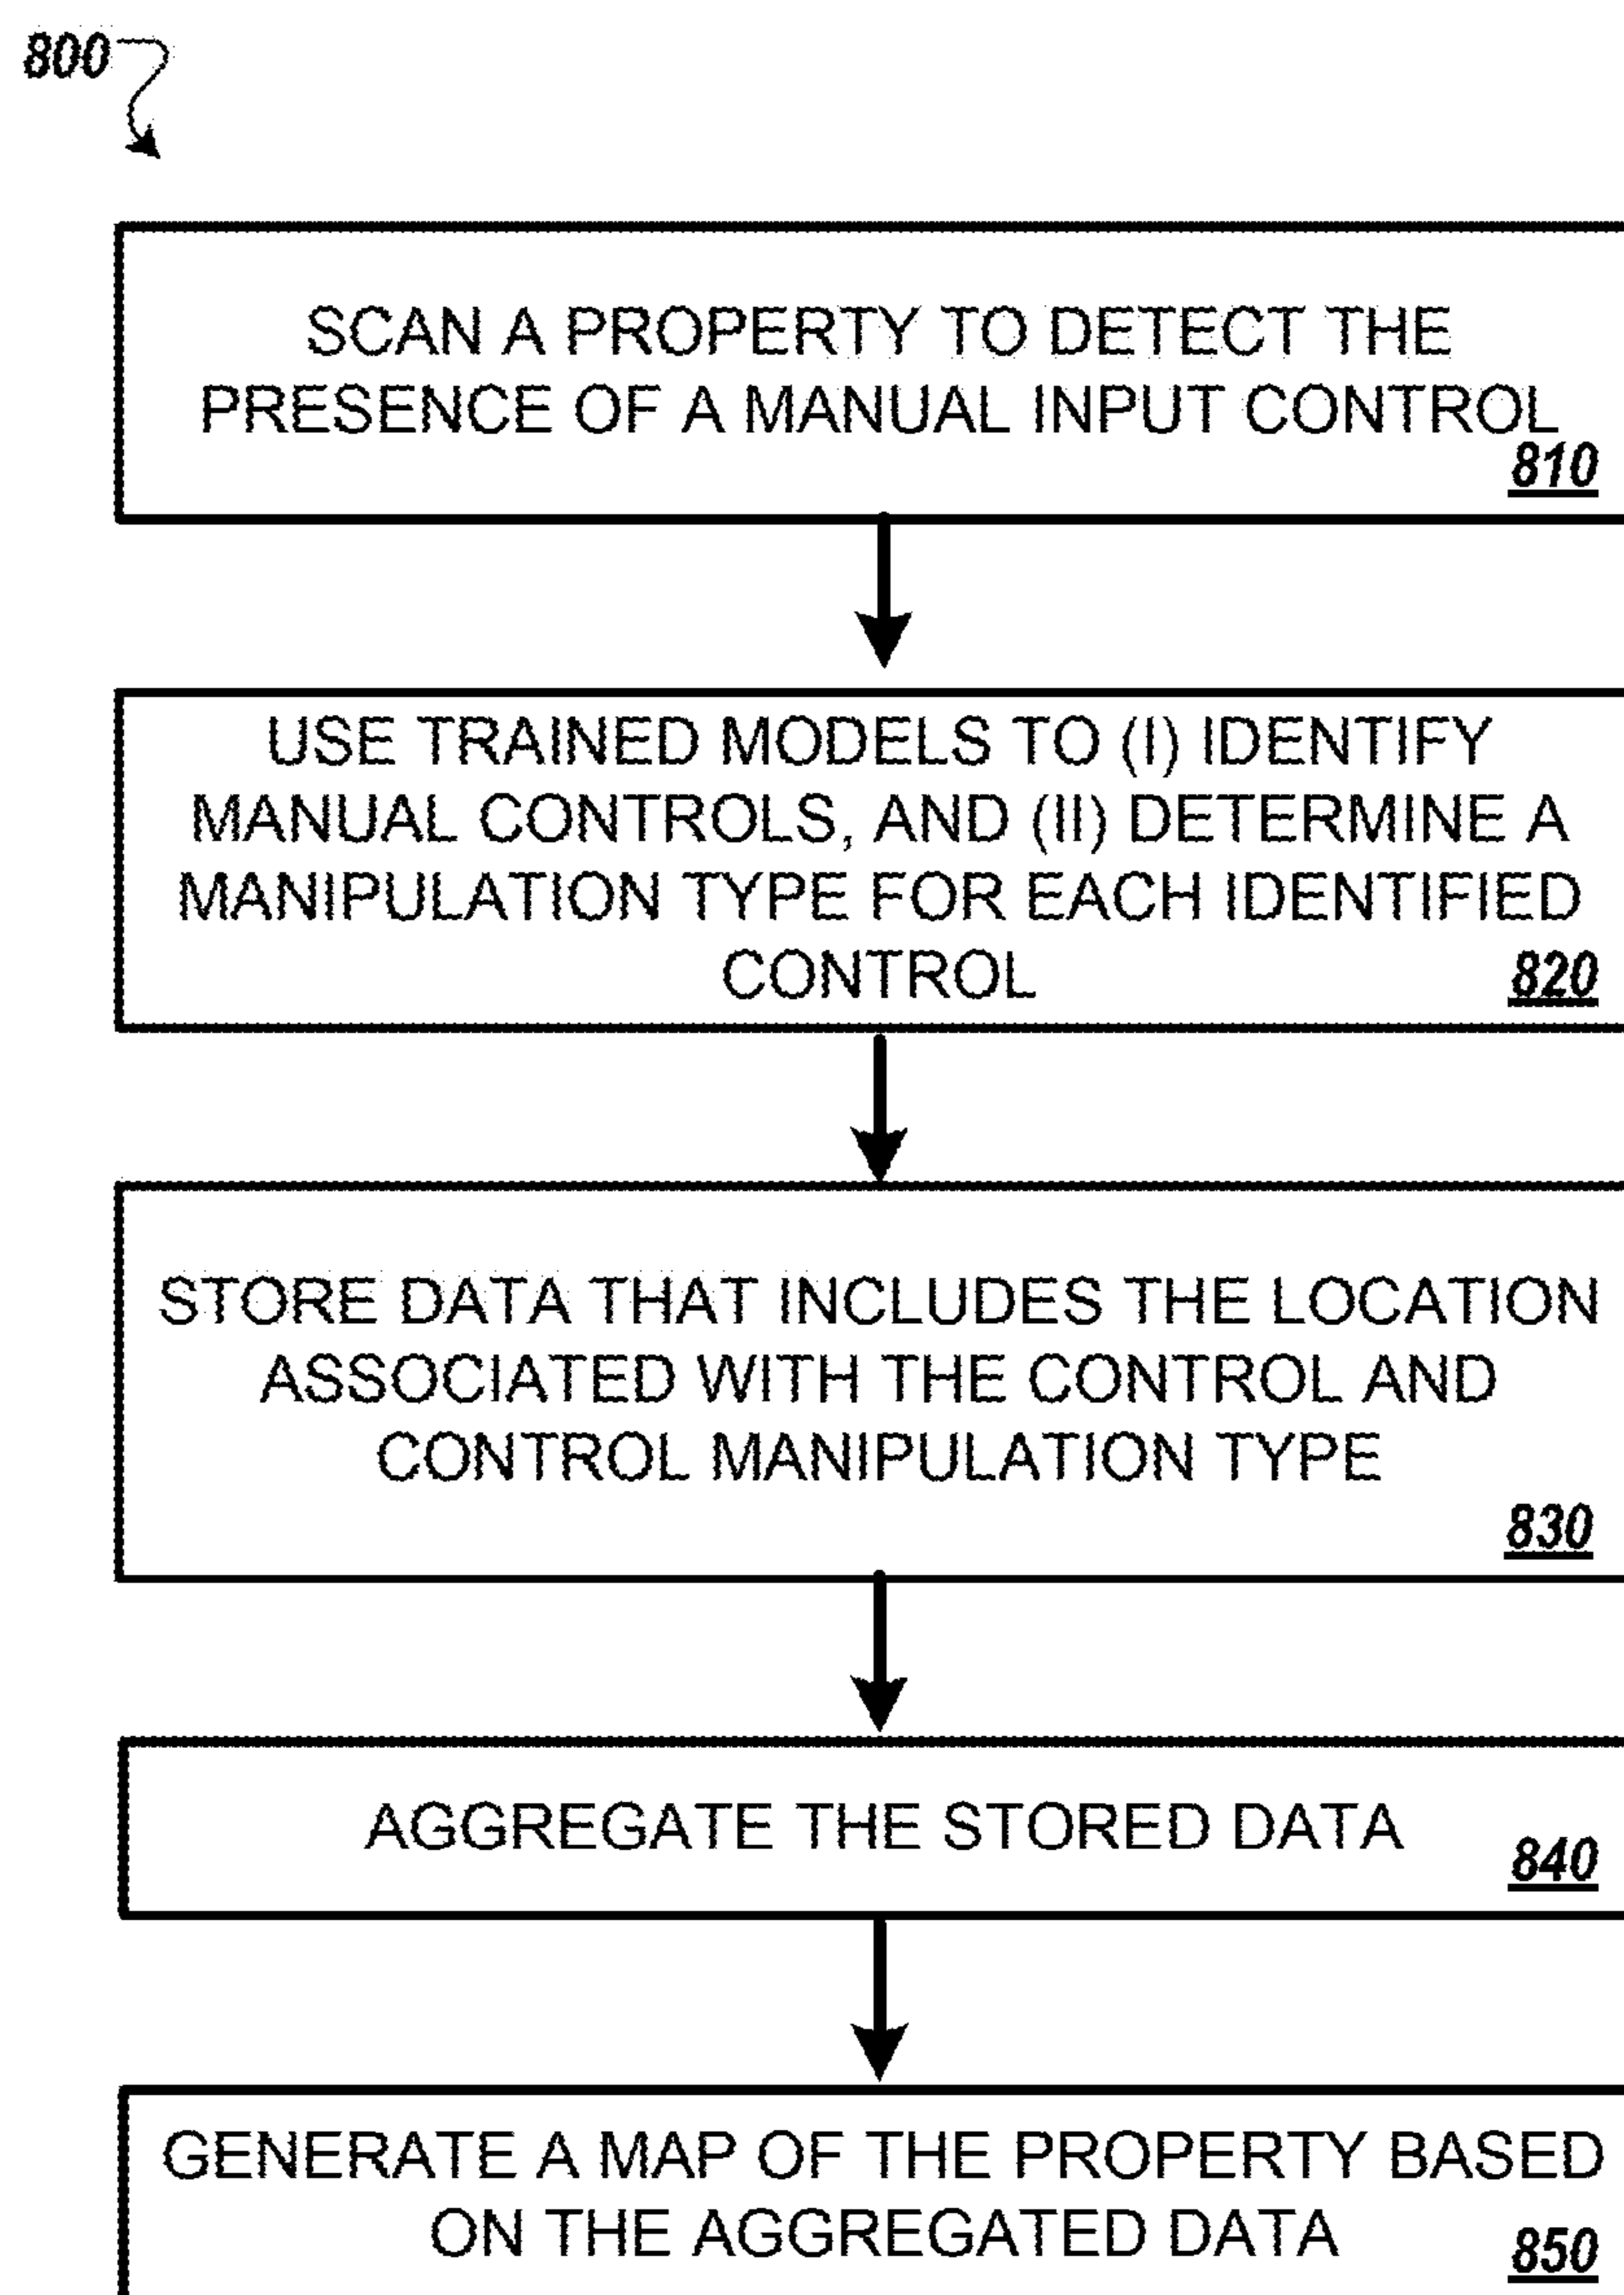 800
SCAN A PROPERTY TO DETECT THE
PRESENCE OF A MANUAL INPUT CONTROL
810
USE TRAINED MODELS TO (I) IDENTIFY
MANUAL CONTROLS, AND (II) DETERMINE A
MANIPULATION TYPE FOR EACH IDENTIFIED
CONTROL
820
STORE DATA THAT INCLUDES THE LOCATION
ASSOCIATED WITH THE CONTROL AND
CONTROL MANIPULATION TYPE
830
AGGREGATE THE STORED DATA
840
GENERATE A MAP OF THE PROPERTY BASED
ON THE AGGREGATED DATA
850